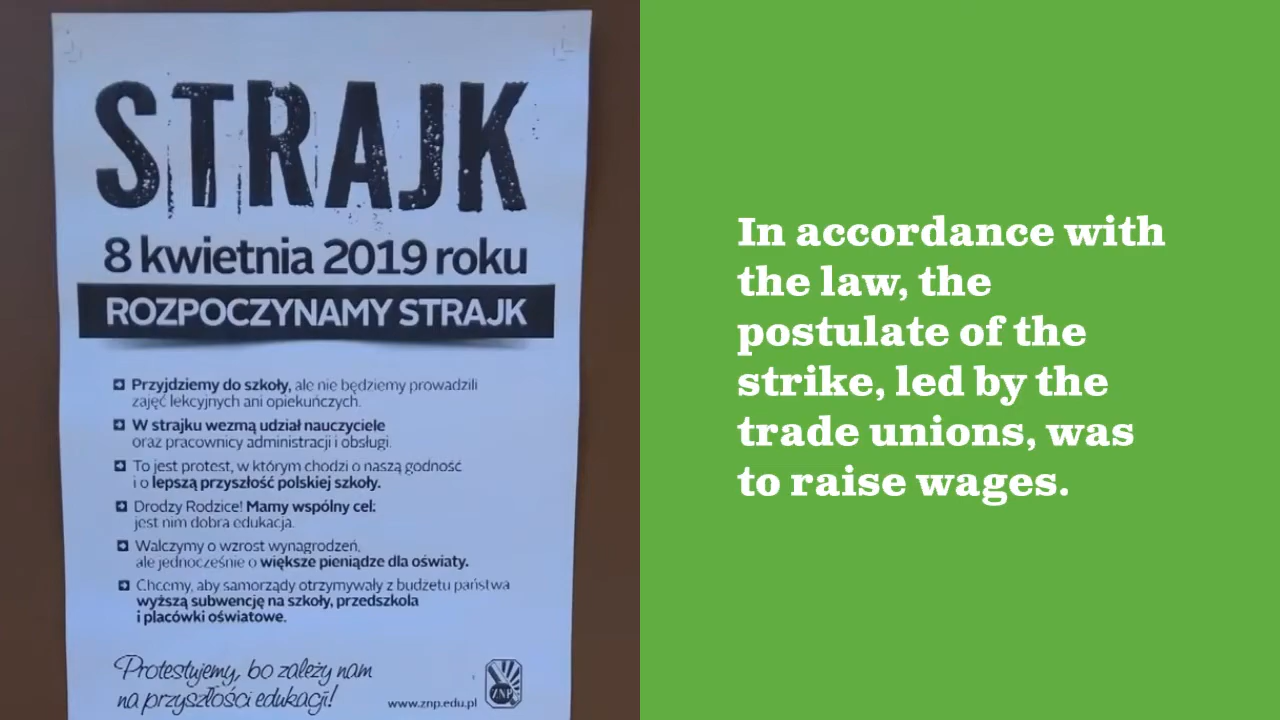 STRAJK
8 kwietnia 2019 roku
ROZPOCZYNAMY STRAJK
Przyjdziemy do szkoły, ale nie będziemy prowadzili
zajęć lekcyjnych ani opiekuńczych.
W strajku wezmą udział nauczyciele
oraz pracownicy administracji i obsługi.
To jest protest, w którym chodzi o naszą godność
i o lepszą przyszłość polskiej szkoły.
Drodzy Rodzice! Mamy wspólny cel:
jest nim dobra edukacja.
Walczymy o wzrost wynagrodzeń,
ale jednocześnie o większe pieniądze dla oświaty.
Chcemy, aby samorządy otrzymywały z budżetu państwa
wyższą subwencję na szkoły, przedszkola
i placówki oświatowe.
Protestujemy, bo zależy nam
na przyszłości edukacji!
www.znp.edu.pl
ZNP
In accordance with
the law, the
postulate of the
strike, led by the
trade unions, was
to raise wages.